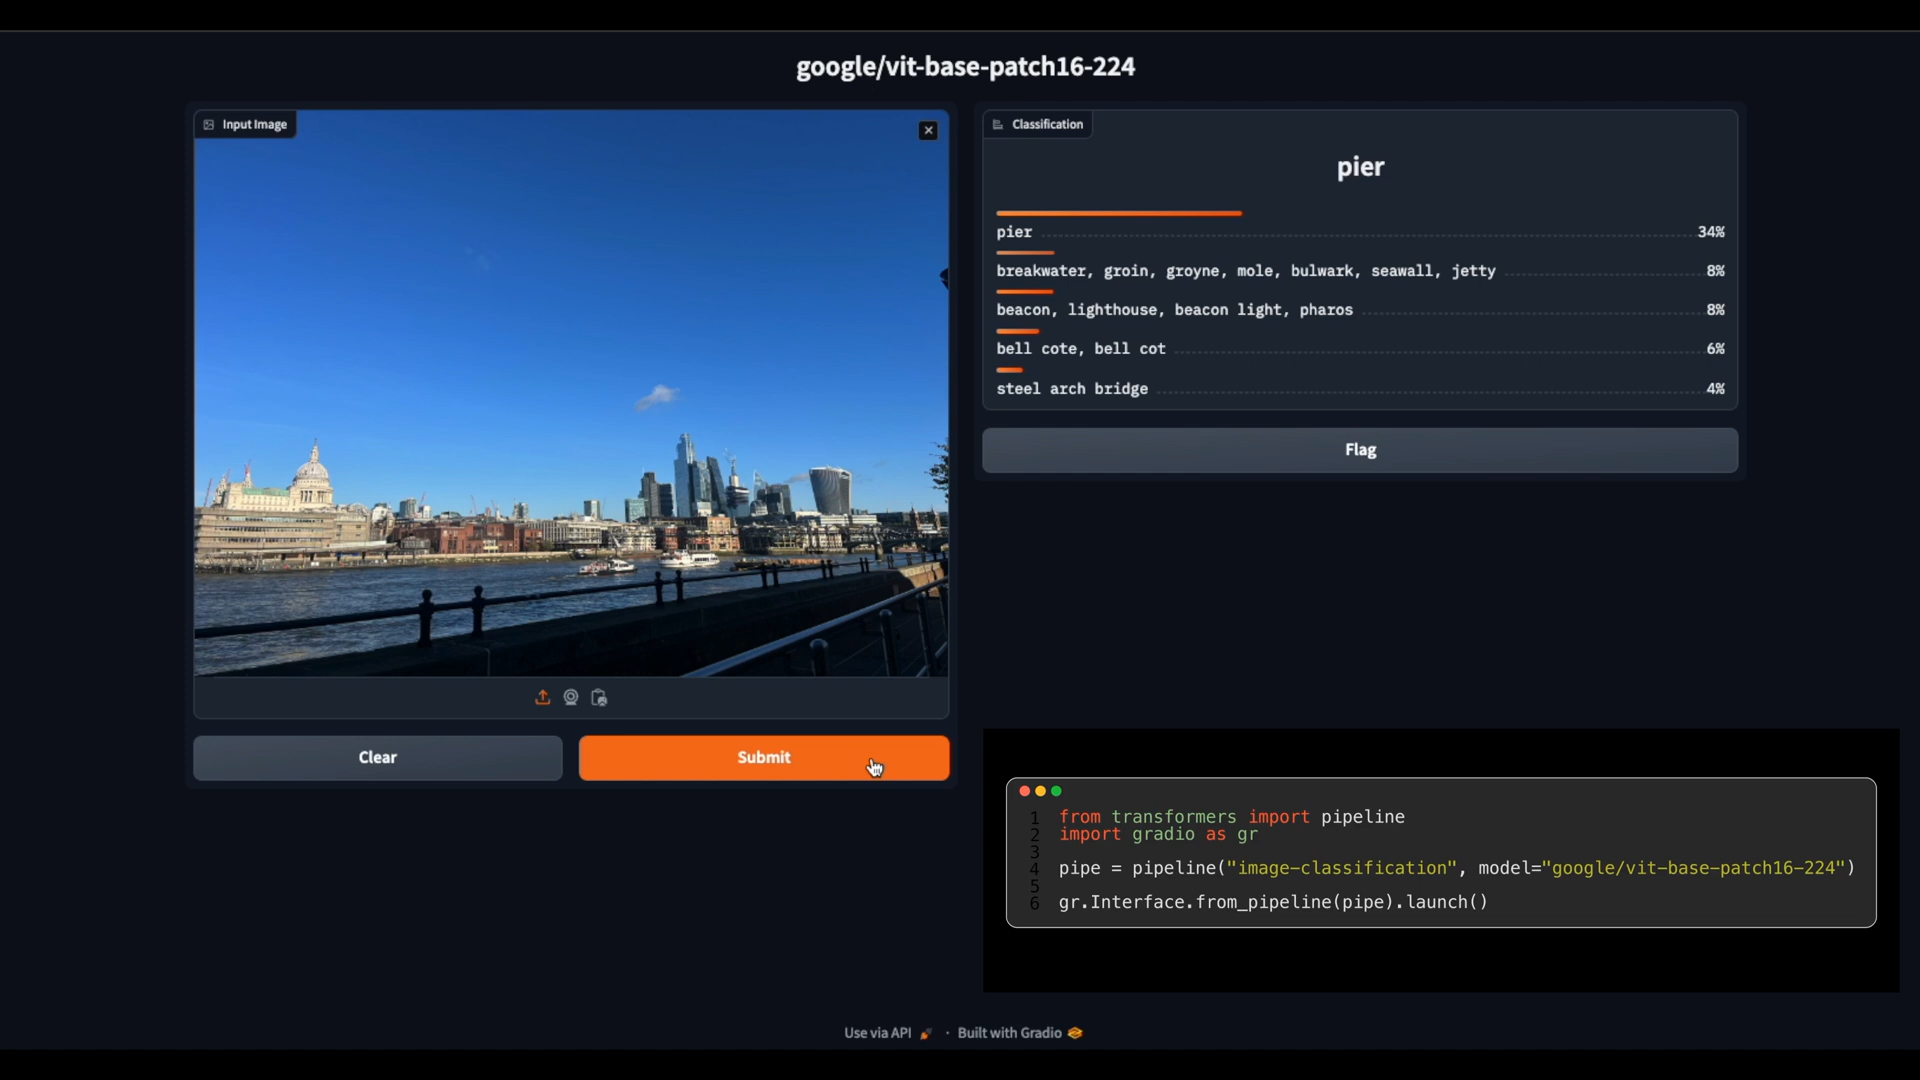 google/vit-base-patch16-224
Input Image
Classification
pier
pier 34%
breakwater, groin, groyne, mole, bulwark, seawall, jetty 8%
beacon, lighthouse, beacon light, pharos 8%
bell cote, bell cot 6%
steel arch bridge 4%
Flag
Clear
Submit
1 from transformers import pipeline
2 import gradio as gr
3
4 pipe = pipeline("image-classification", model="google/vit-base-patch16-224")
5
6 gr.Interface.from_pipeline(pipe).launch()
Use via API · Built with Gradio